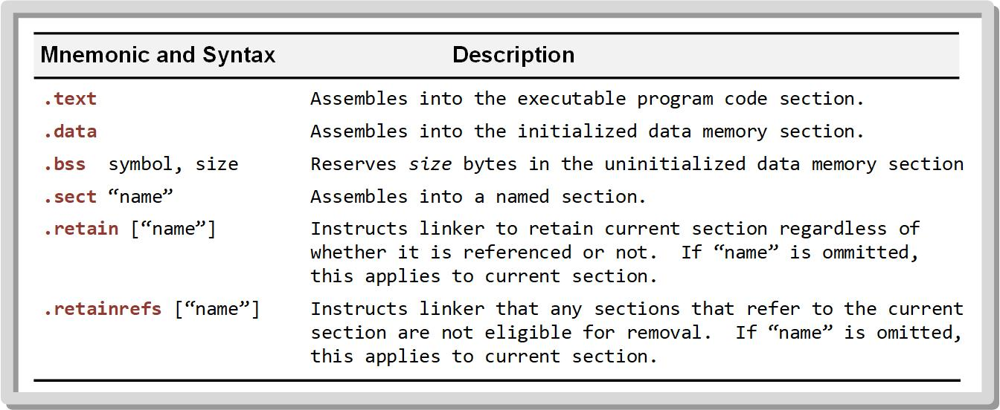 Mnemonic and Syntax Description
.text Assembles into the executable program code section.
.data Assembles into the initialized data memory section.
.bss symbol, size Reserves size bytes in the uninitialized data memory section
.sect “name” Assembles into a named section.
.retain [“name”] Instructs linker to retain current section regardless of
whether it is referenced or not. If “name” is ommitted,
this applies to current section.
.retainrefs [“name”] Instructs linker that any sections that refer to the current
section are not eligible for removal. If “name” is omitted,
this applies to current section.